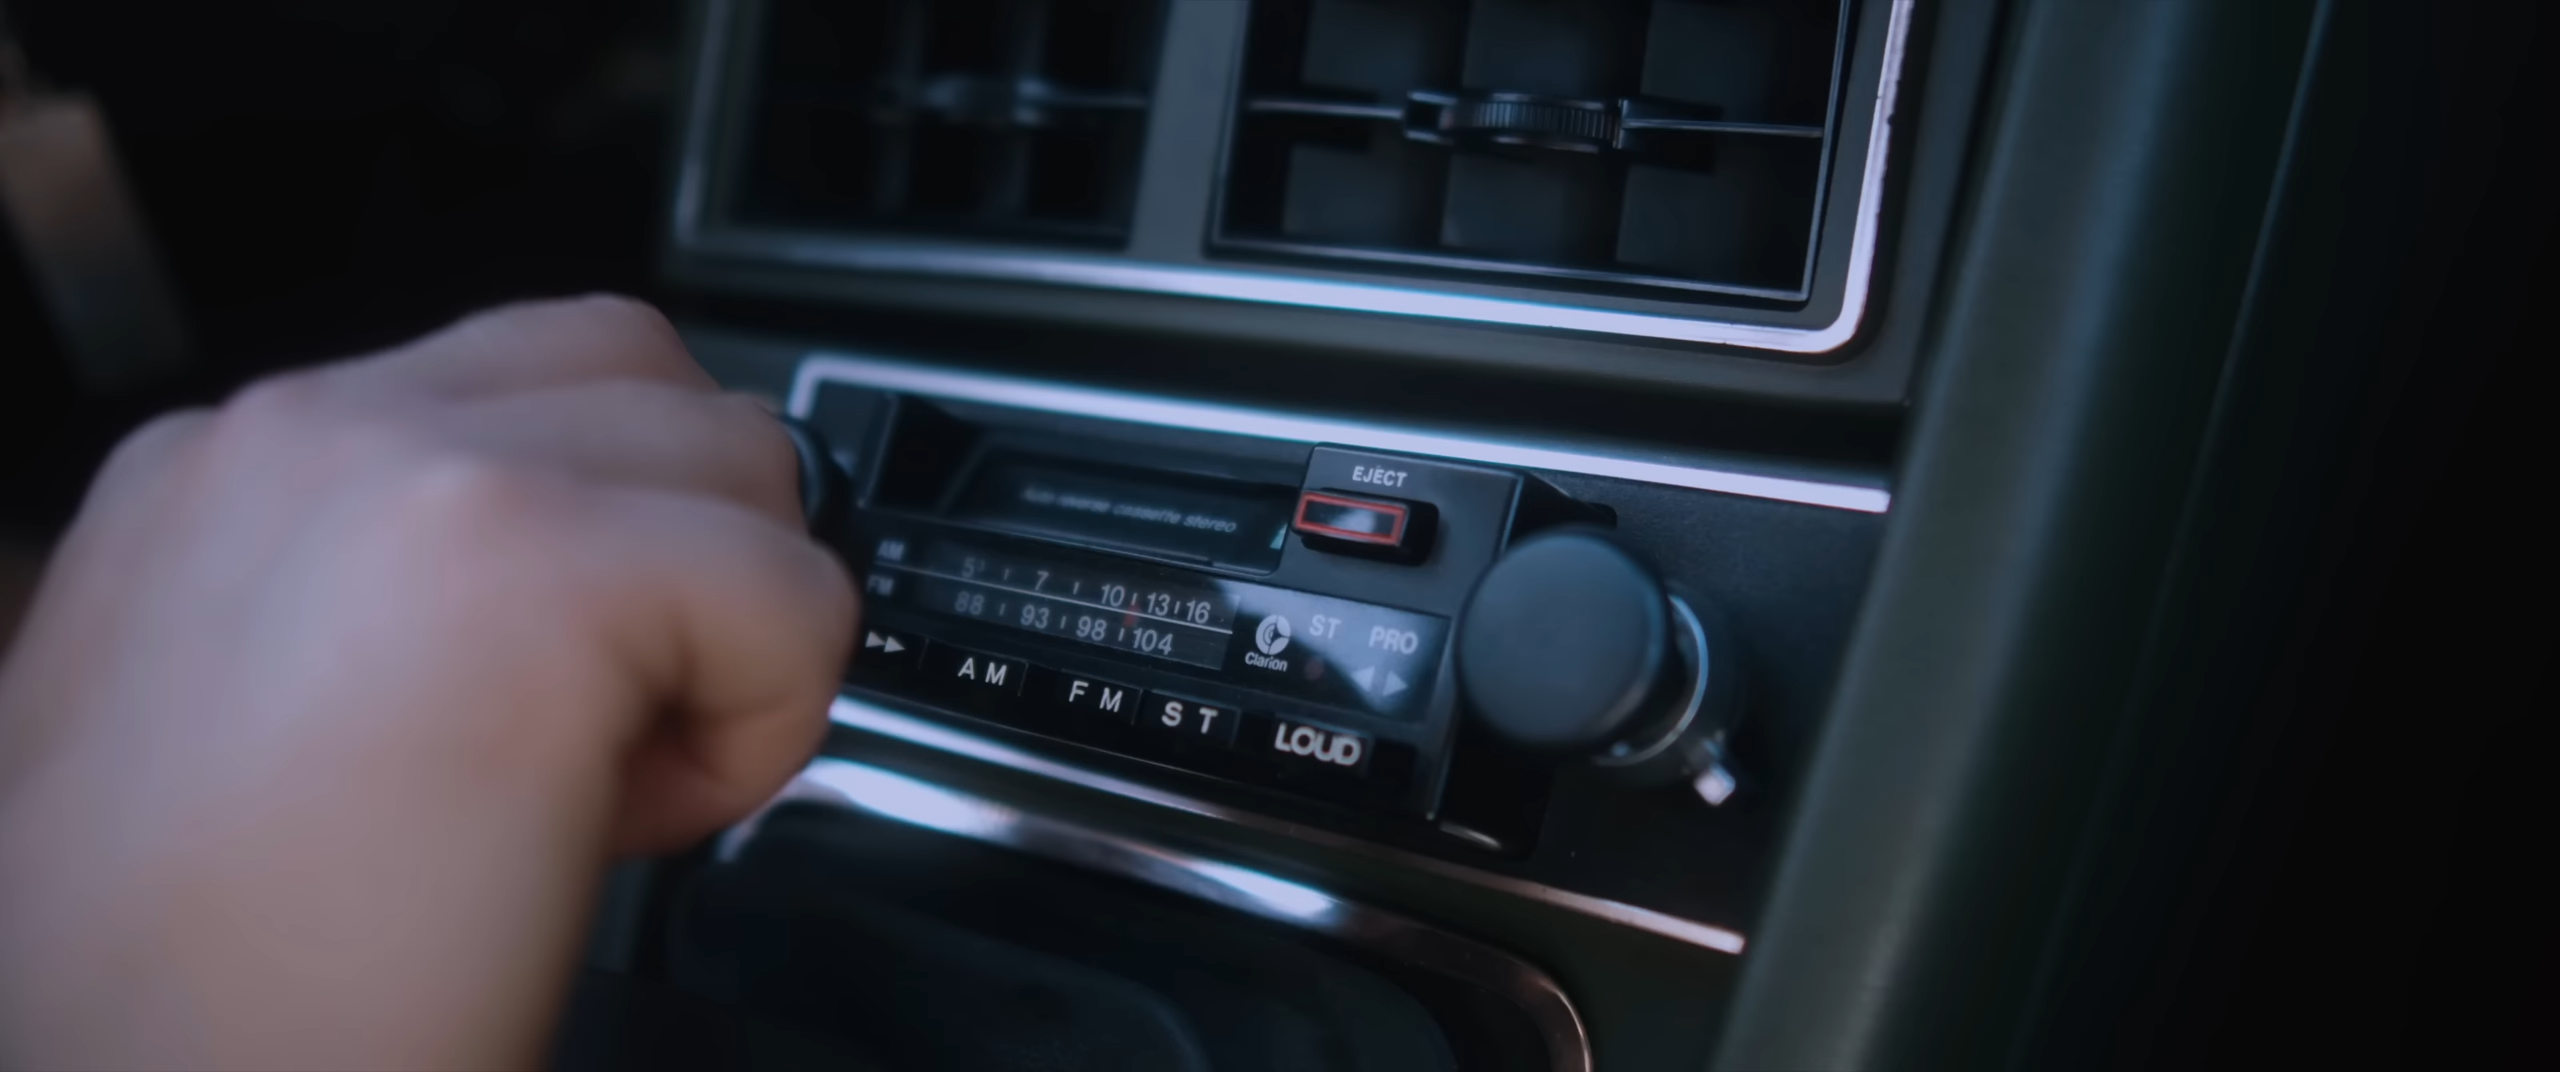 EJECT
Auto reverse cassette stereo
AM 5 7 10 13 16
FM 88 93 98 104
Clarion
ST PRO
AM FM ST LOUD